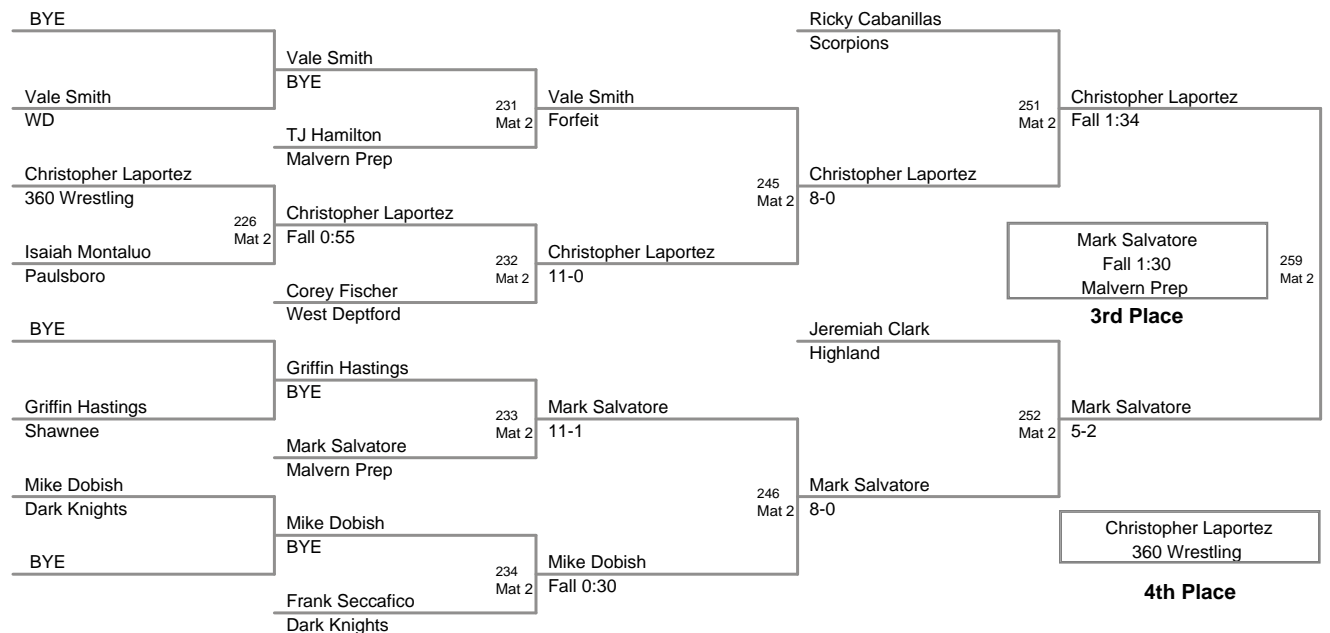 BYE
Vale Smith
WD
Christopher Laportez
360 Wrestling
226
Mat 2
Isaiah Montaluo
Paulsboro
BYE
Griffin Hastings
Shawnee
Mike Dobish
Dark Knights
BYE
Vale Smith
BYE
231
Mat 2
TJ Hamilton
Malvern Prep
Christopher Laportez
Fall 0:55
232
Mat 2
Corey Fischer
West Deptford
Griffin Hastings
BYE
233
Mat 2
Mark Salvatore
Malvern Prep
Mike Dobish
BYE
234
Mat 2
Frank Seccafico
Dark Knights
Vale Smith
Forfeit
245
Mat 2
Christopher Laportez
11-0
Mark Salvatore
11-1
246
Mat 2
Mike Dobish
Fall 0:30
Ricky Cabanillas
Scorpions
251
Mat 2
Christopher Laportez
8-0
Jeremiah Clark
Highland
252
Mat 2
Mark Salvatore
8-0
Christopher Laportez
Fall 1:34
Mark Salvatore
Fall 1:30
Malvern Prep
3rd Place
259
Mat 2
Mark Salvatore
5-2
Christopher Laportez
360 Wrestling
4th Place